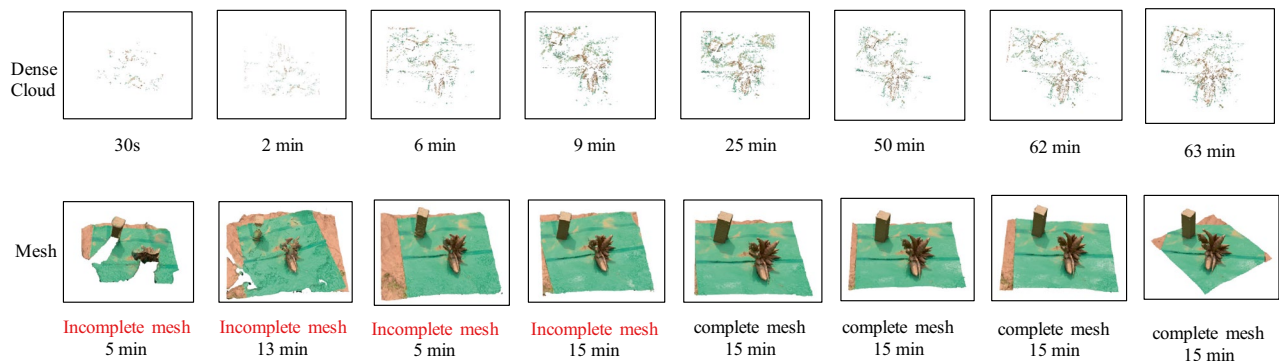 Dense
Cloud
30s
2 min
6 min
9 min
25 min
50 min
62 min
63 min
Mesh
Incomplete mesh
5 min
Incomplete mesh
13 min
Incomplete mesh
5 min
Incomplete mesh
15 min
complete mesh
15 min
complete mesh
15 min
complete mesh
15 min
complete mesh
15 min